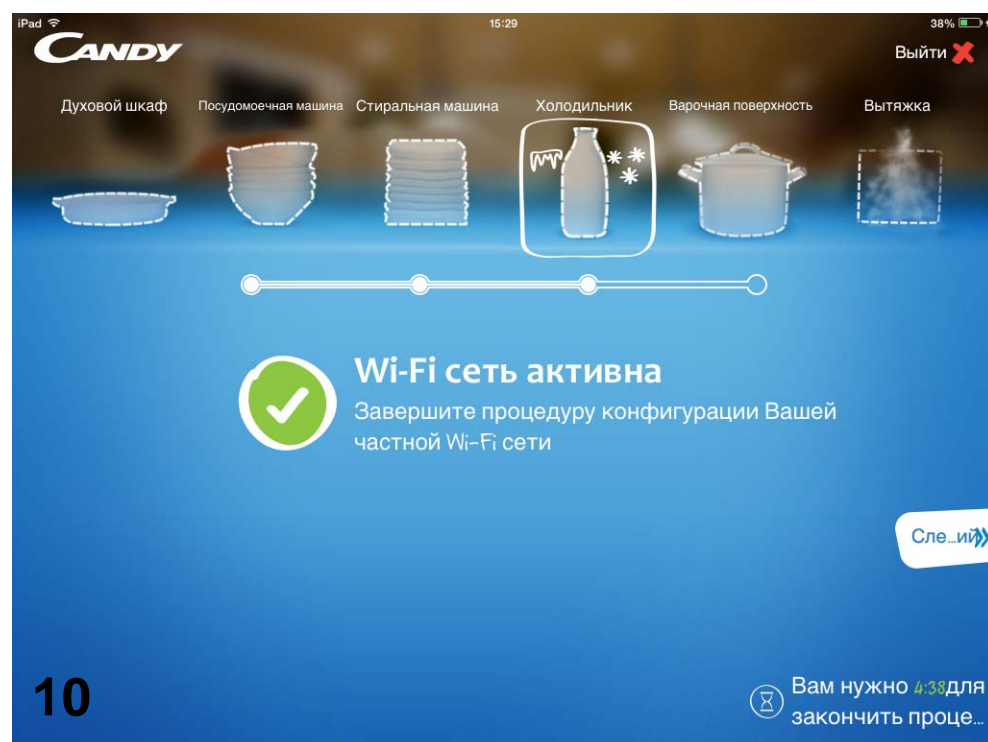 iPad 15:29 38%
CANDY
Выйти
Духовой шкаф Посудомоечная машина Стиральная машина Холодильник Варочная поверхность Вытяжка
Wi-Fi сеть активна
Завершите процедуру конфигурации Вашей
частной Wi-Fi сети
Сле...ий
10
Вам нужно 4:38для
закончить проце...